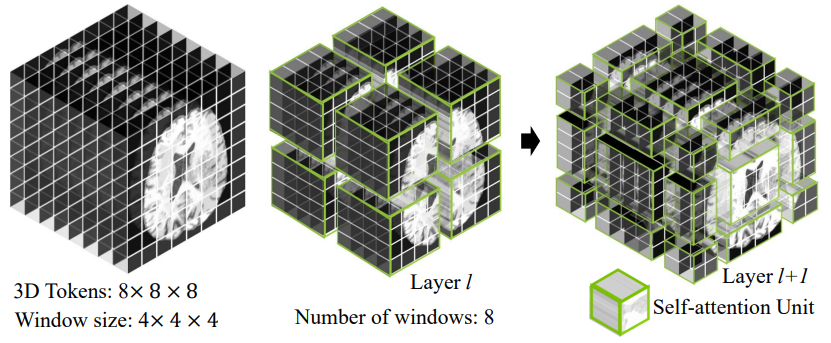 3D Tokens: 8× 8 × 8
Window size: 4× 4 × 4
Layer l
Number of windows: 8
Layer l+1
Self-attention Unit